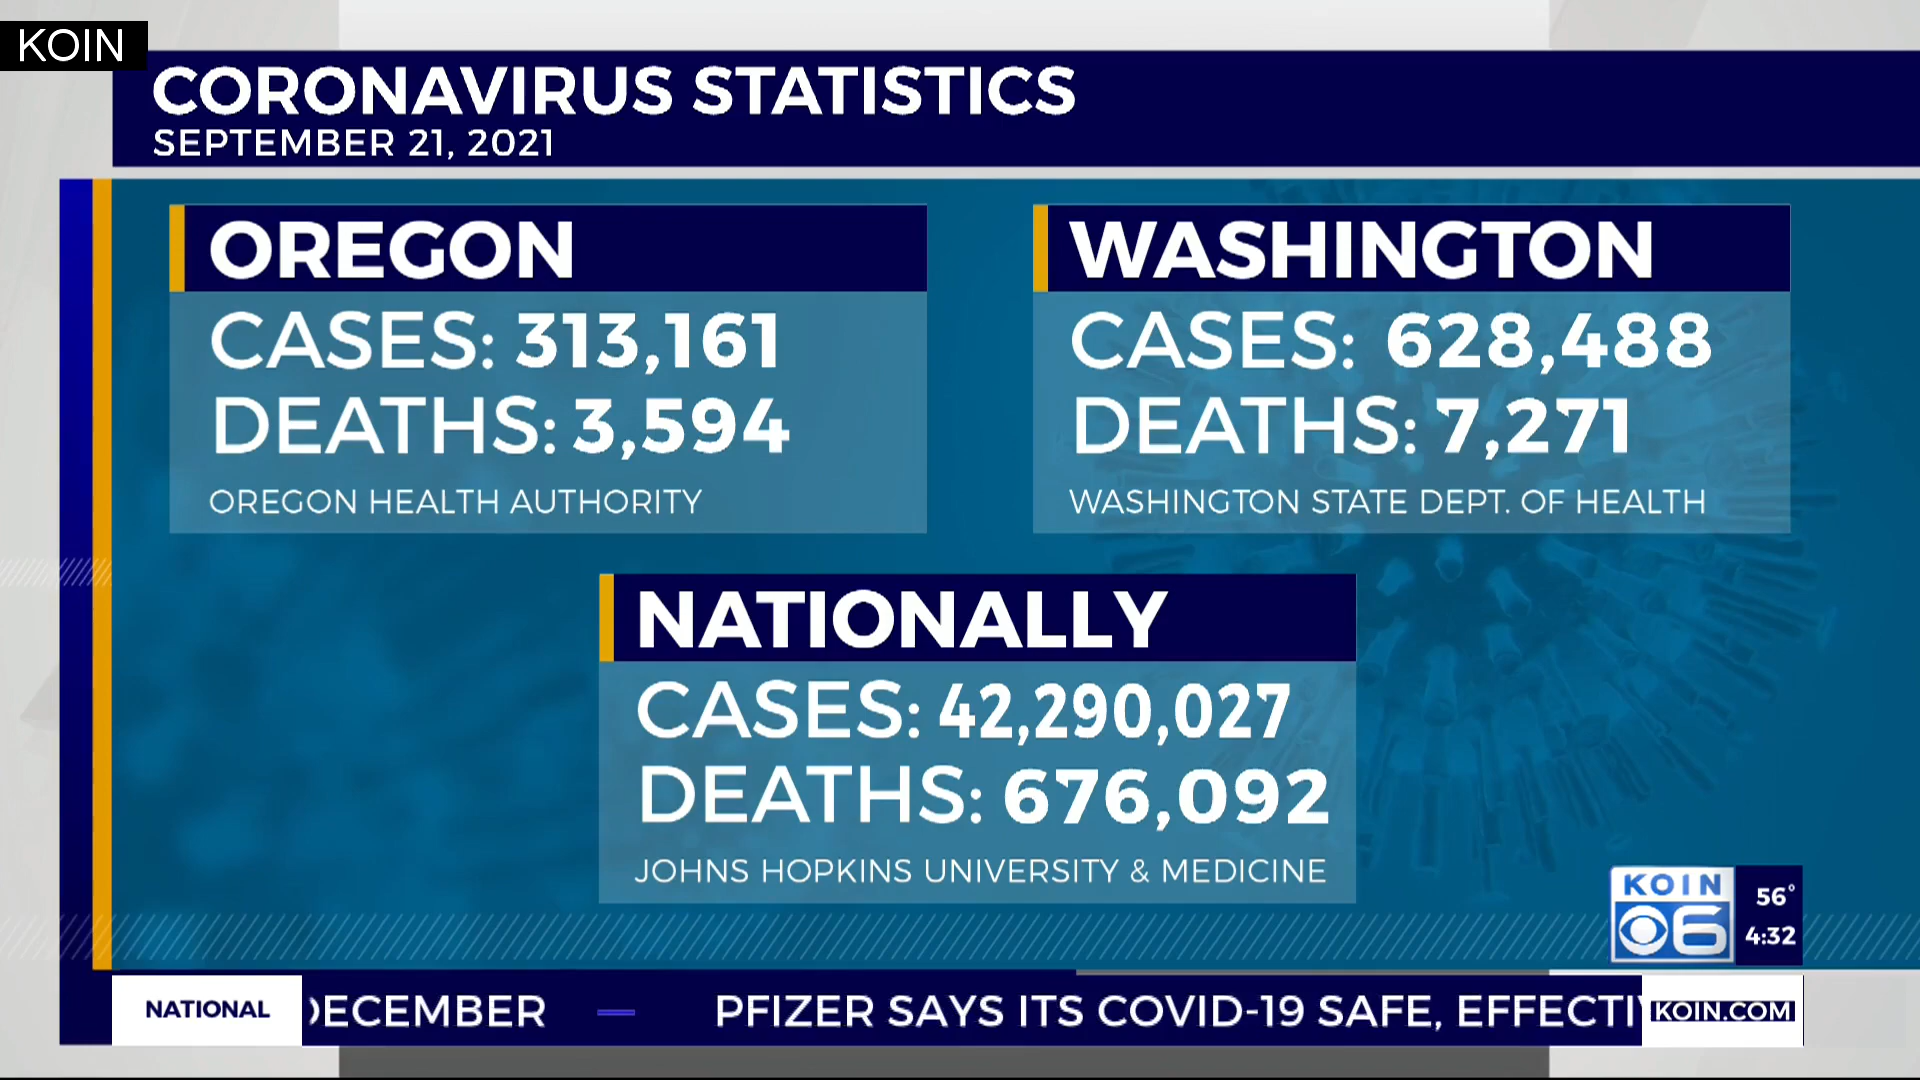 KOIN
CORONAVIRUS STATISTICS
SEPTEMBER 21, 2021
OREGON
CASES: 313,161
DEATHS: 3,594
OREGON HEALTH AUTHORITY
WASHINGTON
CASES: 628,488
DEATHS: 7,271
WASHINGTON STATE DEPT. OF HEALTH
NATIONALLY
CASES: 42,290,027
DEATHS: 676,092
JOHNS HOPKINS UNIVERSITY & MEDICINE
KOIN
6
56°
4:32
NATIONAL
DECEMBER — PFIZER SAYS ITS COVID-19 SAFE, EFFECTIV
KOIN.COM